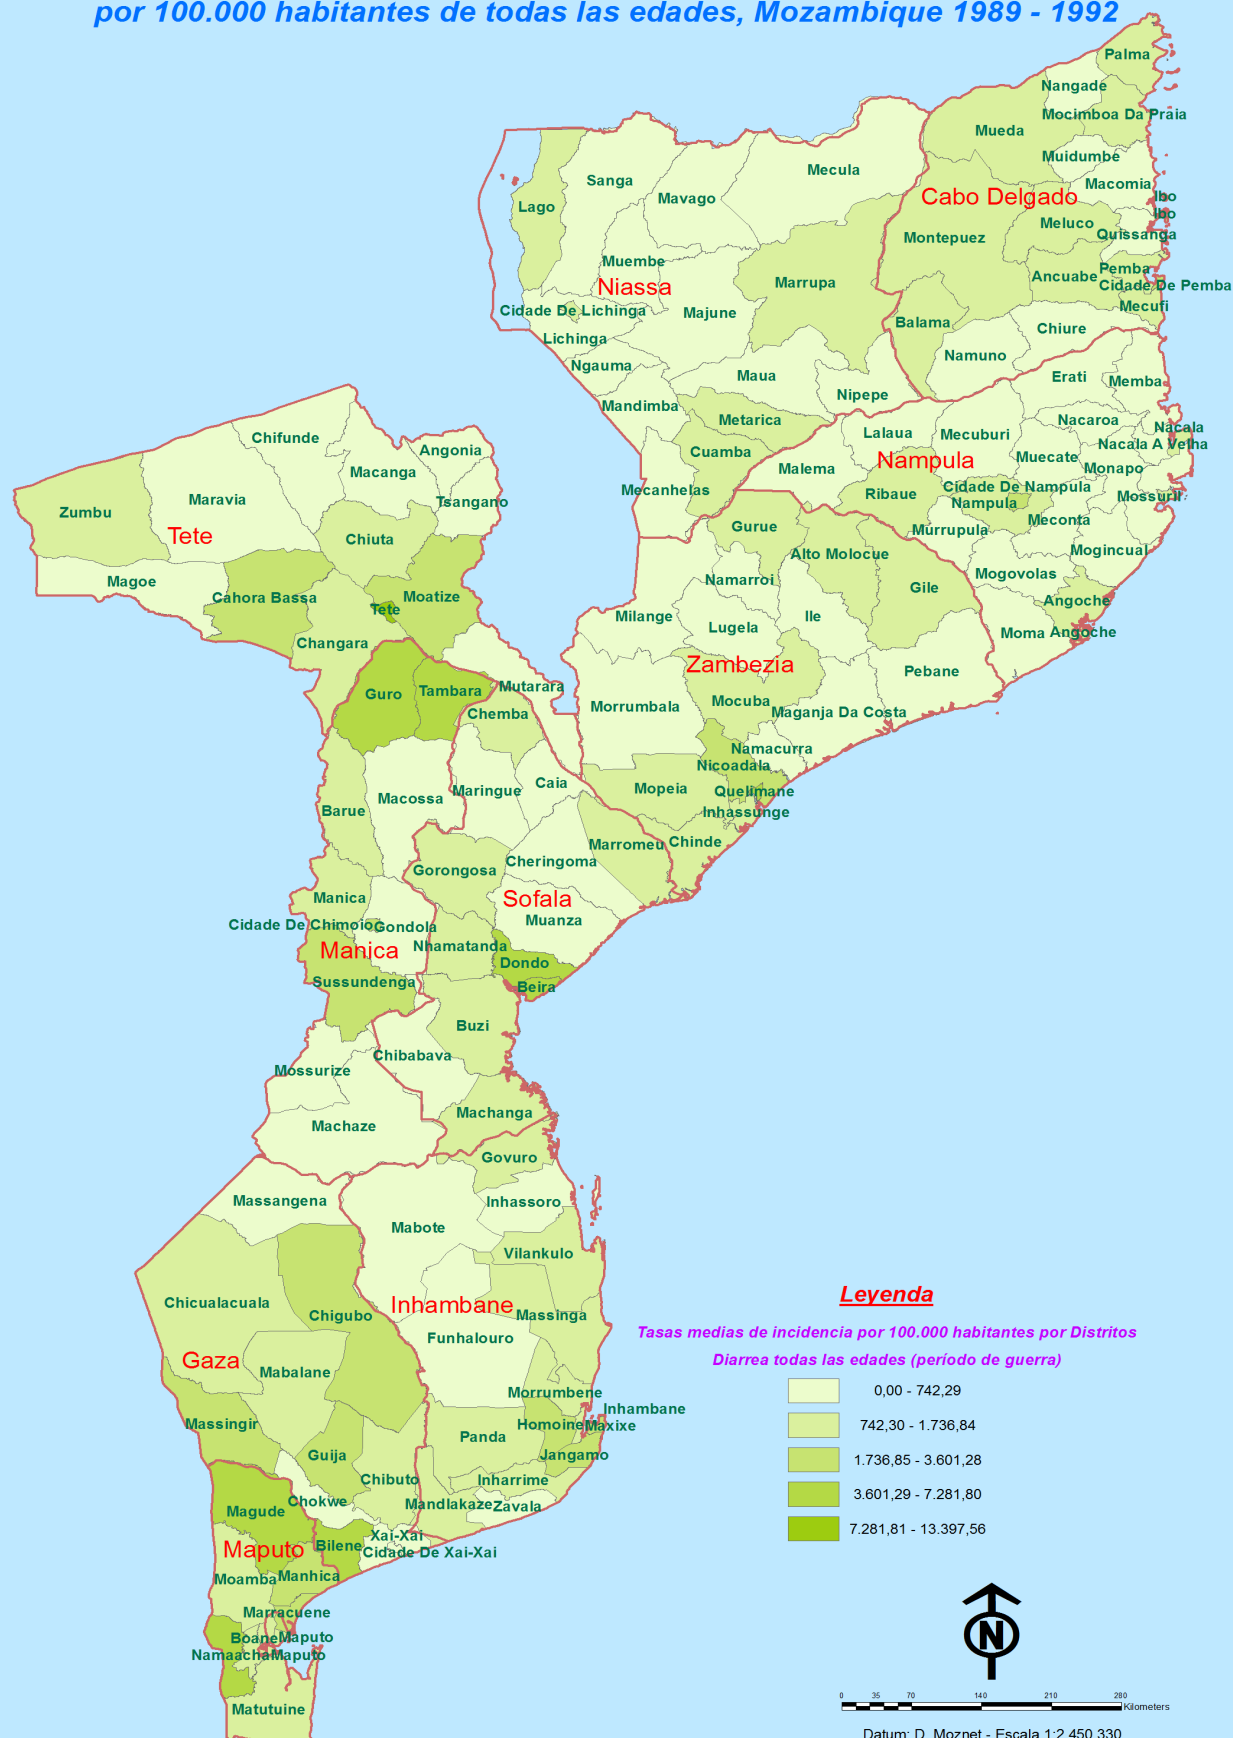 por 100.000 habitantes de todas las edades, Mozambique 1989 - 1992
Palma
Nangade
Mocimboa Da Praia
Mueda
Muidumbe
Mecula
Sanga
Macomia
Mavago
Cabo Delgado
Ibo
Lago
Ibo
Meluco
Quissanga
Montepuez
Muembe
Pemba
Ancuabe
Marrupa
Niassa
Cidade De Pemba
Mecufi
Cidade De Lichinga
Majune
Balama
Chiure
Lichinga
Namuno
Ngauma
Maua
Erati
Memba
Nipepe
Mandimba
Metarica
Nacaroa
Nacala
Lalaua
Mecuburi
Chifunde
Nacala A Velha
Angonia
Cuamba
Muecate
Nampula
Malema
Monapo
Macanga
Cidade De Nampula
Mecanhelas
Ribaue
Mossuril
Maravia
Tsangano
Nampula
Zumbu
Meconta
Gurue
Murrupula
Tete
Chiuta
Mogincual
Alto Molocue
Mogovolas
Magoe
Namarroi
Gile
Cahora Bassa
Moatize
Angoche
Tete
Milange
Ile
Lugela
Moma
Angoche
Changara
Zambezia
Pebane
Mutarara
Guro
Tambara
Mocuba
Morrumbala
Maganja Da Costa
Chemba
Namacurra
Nicoadala
Caia
Mopeia
Quelimane
Maringue
Macossa
Barue
Inhassunge
Chinde
Marromeu
Cheringoma
Gorongosa
Manica
Sofala
Muanza
Cidade De Chimoio
Gondola
Manica
Nhamatanda
Dondo
Sussundenga
Beira
Buzi
Chibabava
Mossurize
Machanga
Machaze
Govuro
Massangena
Inhassoro
Mabote
Vilankulo
Chicualacuala
Inhambane
Chigubo
Massinga
Funhalouro
Gaza
Mabalane
Morrumbene
Inhambane
Massingir
Homoine
Maxixe
Panda
Guija
Jangamo
Chibuto
Inharrime
Chokwe
Mandlakaze
Zavala
Magude
Xai-Xai
Maputo
Bilene
Cidade De Xai-Xai
Moamba
Manhica
Marracuene
Boane
Maputo
Namaacha
Maputo
Matutuine
Leyenda
Tasas medias de incidencia por 100.000 habitantes por Distritos
Diarrea todas las edades (período de guerra)
0,00 - 742,29
742,30 - 1.736,84
1.736,85 - 3.601,28
3.601,29 - 7.281,80
7.281,81 - 13.397,56
N
0 35 70 140 210 280
Kilometers
Datum: D_Moznet - Escala 1:2.450.330